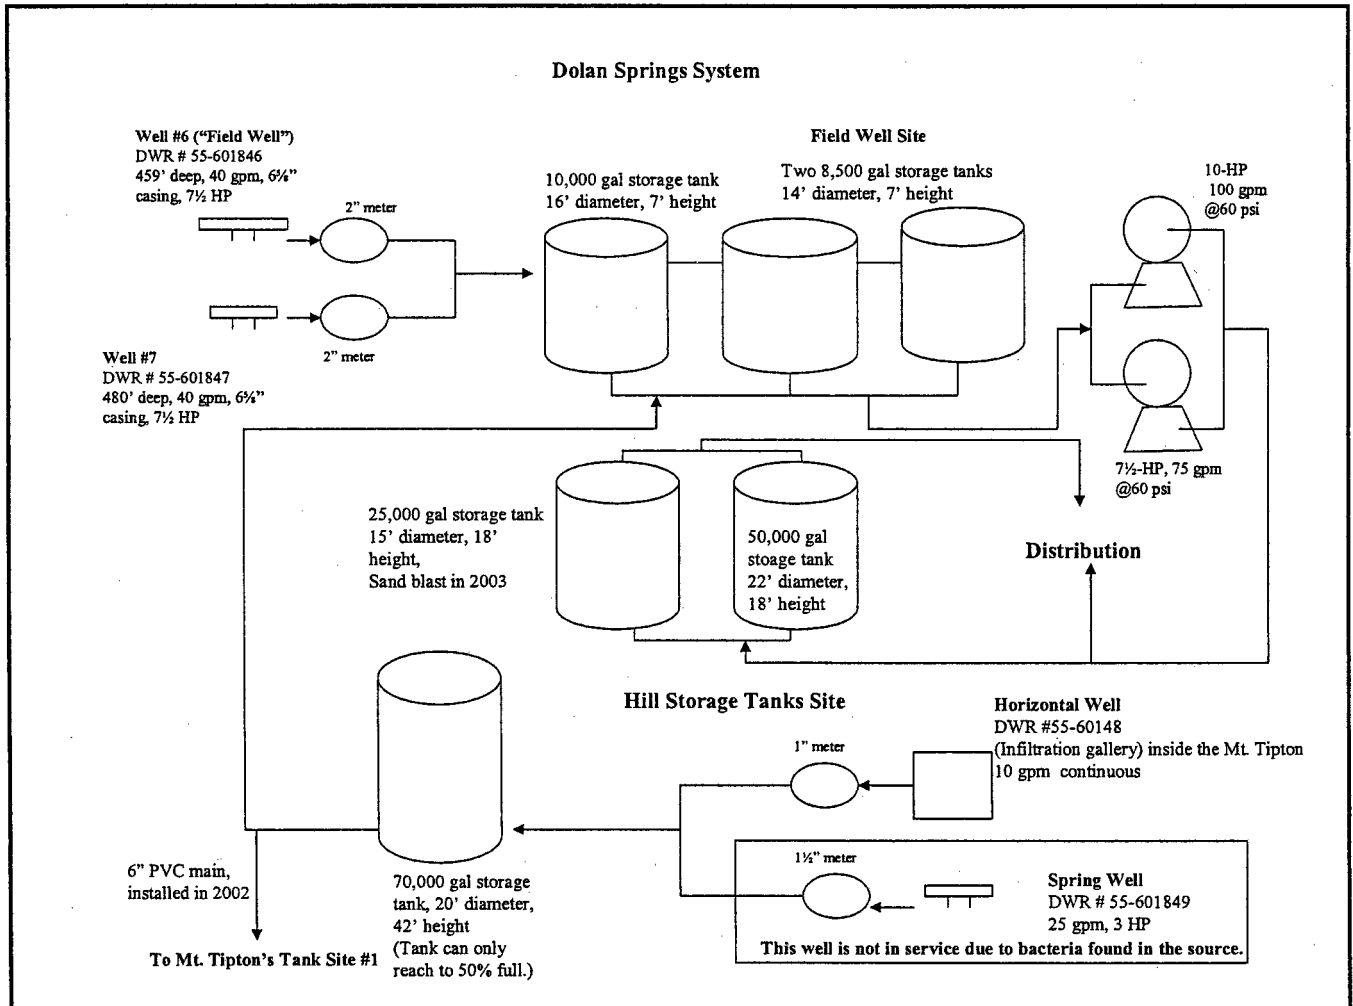 Dolan Springs System
Well #6 ("Field Well")
DWR # 55-601846
459' deep, 40 gpm, 6⅝"
casing, 7½ HP
2" meter
2" meter
Well #7
DWR # 55-601847
480' deep, 40 gpm, 6⅝"
casing, 7½ HP
10,000 gal storage tank
16' diameter, 7' height
Field Well Site
Two 8,500 gal storage tanks
14' diameter, 7' height
10-HP
100 gpm
@60 psi
7½-HP, 75 gpm
@60 psi
25,000 gal storage tank
15' diameter, 18'
height,
Sand blast in 2003
50,000 gal
stoage tank
22' diameter,
18' height
Distribution
Hill Storage Tanks Site
Horizontal Well
DWR #55-60148
(Infiltration gallery) inside the Mt. Tipton
10 gpm continuous
1" meter
1½" meter
Spring Well
DWR # 55-601849
25 gpm, 3 HP
This well is not in service due to bacteria found in the source.
6" PVC main,
installed in 2002
70,000 gal storage
tank, 20' diameter,
42' height
(Tank can only
reach to 50% full.)
To Mt. Tipton's Tank Site #1